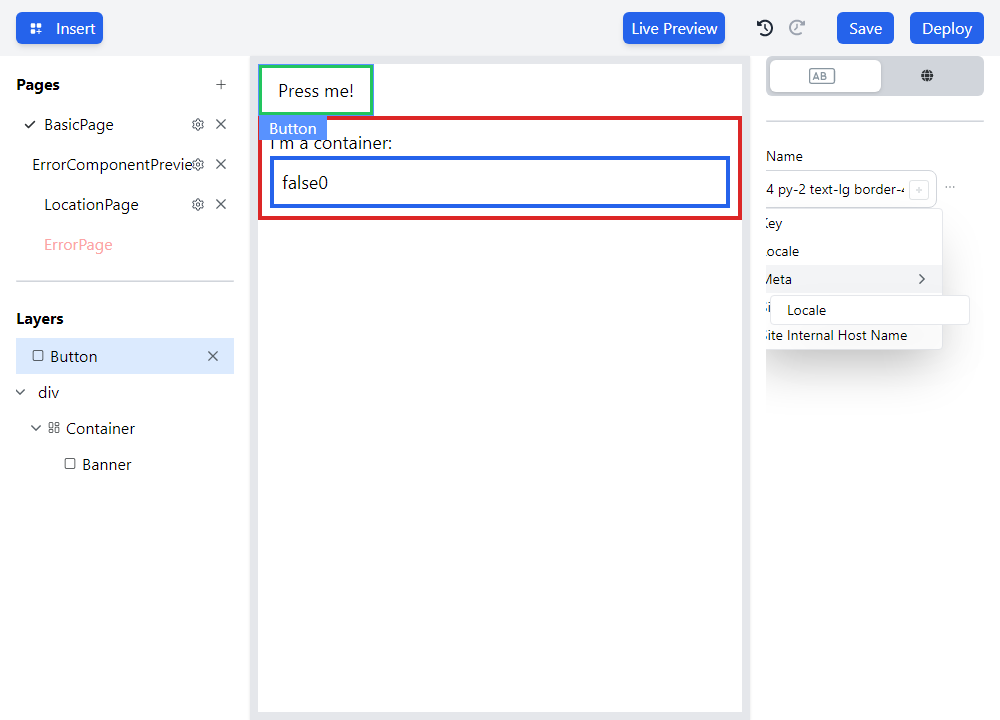 Insert
Live Preview
Save
Deploy
Pages
BasicPage
ErrorComponentPrevie
LocationPage
ErrorPage
Layers
Button
div
Container
Banner
Press me!
Button
I'm a container:
false0
AB
Name
4 py-2 text-lg border-4
Key
Locale
Meta
Locale
Site Internal Host Name